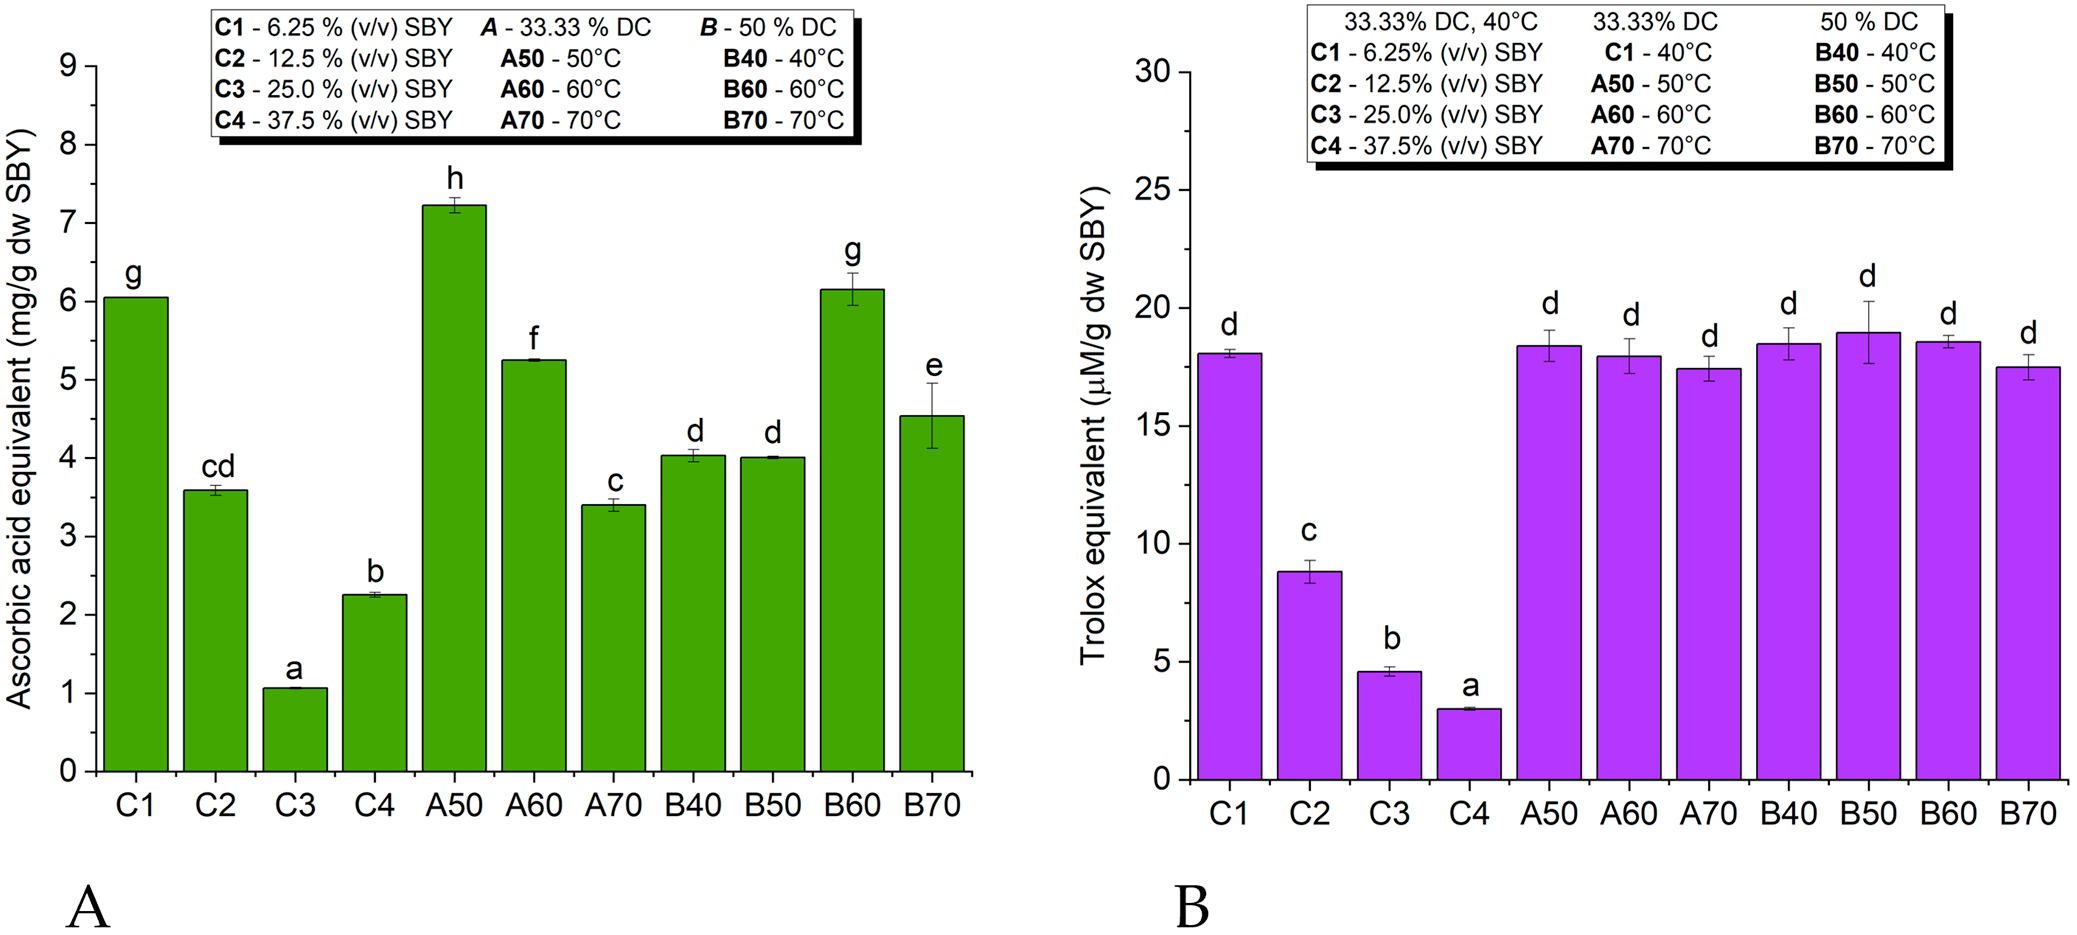 C1 - 6.25 % (v/v) SBY A - 33.33 % DC B - 50 % DC
C2 - 12.5 % (v/v) SBY A50 - 50°C B40 - 40°C
C3 - 25.0 % (v/v) SBY A60 - 60°C B60 - 60°C
C4 - 37.5 % (v/v) SBY A70 - 70°C B70 - 70°C
Ascorbic acid equivalent (mg/g dw SBY)
9
8
7
6
5
4
3
2
1
0
g
cd
a
b
h
f
c
d
d
g
e
C1 C2 C3 C4 A50 A60 A70 B40 B50 B60 B70
A
33.33% DC, 40°C 33.33% DC 50 % DC
C1 - 6.25% (v/v) SBY C1 - 40°C B40 - 40°C
C2 - 12.5% (v/v) SBY A50 - 50°C B50 - 50°C
C3 - 25.0% (v/v) SBY A60 - 60°C B60 - 60°C
C4 - 37.5% (v/v) SBY A70 - 70°C B70 - 70°C
Trolox equivalent (μM/g dw SBY)
30
25
20
15
10
5
0
d
c
b
a
d
d
d
d
d
d
d
C1 C2 C3 C4 A50 A60 A70 B40 B50 B60 B70
B